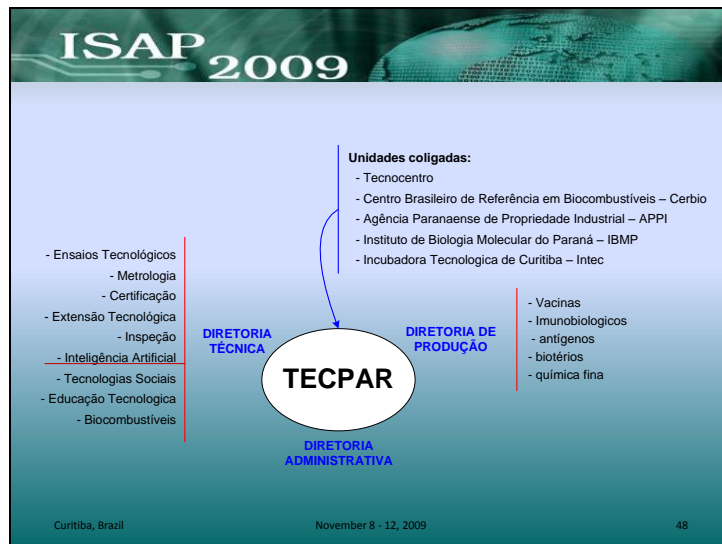 ISAP 2009
Unidades coligadas:
- Tecnocentro
- Centro Brasileiro de Referência em Biocombustíveis – Cerbio
- Agência Paranaense de Propriedade Industrial – APPI
- Instituto de Biologia Molecular do Paraná – IBMP
- Incubadora Tecnologica de Curitiba – Intec
- Ensaios Tecnológicos
- Metrologia
- Certificação
- Extensão Tecnológica
- Inspeção
- Inteligência Artificial
- Tecnologias Sociais
- Educação Tecnologica
- Biocombustíveis
DIRETORIA
TÉCNICA
TECPAR
DIRETORIA DE
PRODUÇÃO
- Vacinas
- Imunobiologicos
- antígenos
- biotérios
- química fina
DIRETORIA
ADMINISTRATIVA
Curitiba, Brazil
November 8 - 12, 2009
48